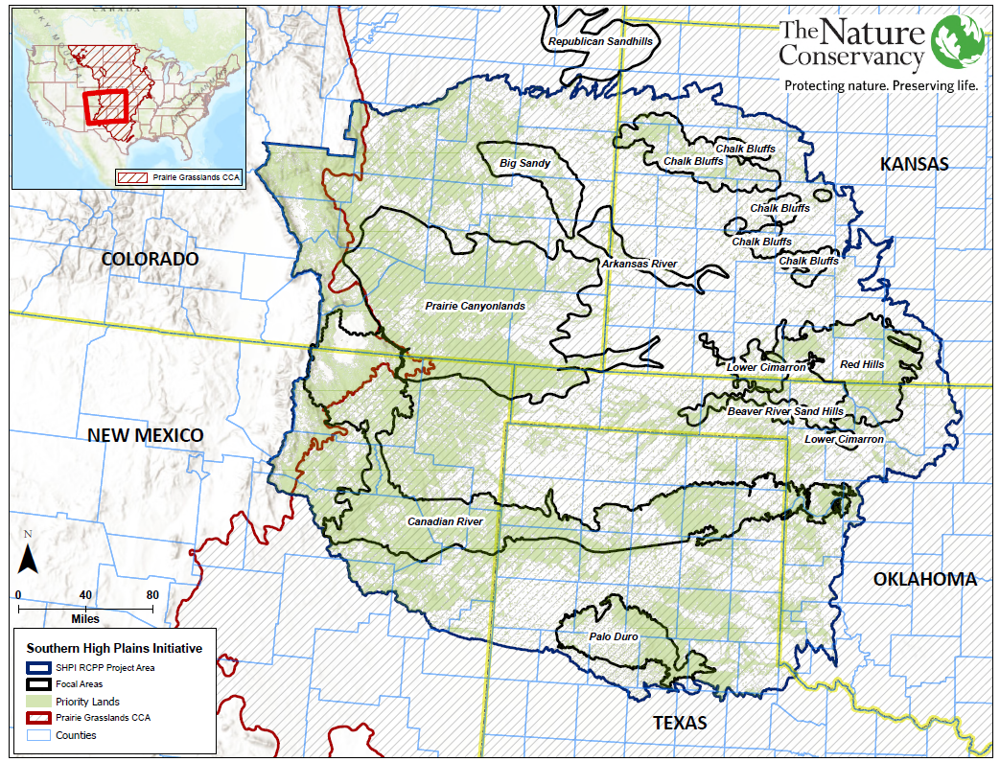 CANADA
Prairie Grasslands CCA
Republican Sandhills
The Nature
Conservancy
Protecting nature. Preserving life.
Chalk Bluffs
Big Sandy
Chalk Bluffs
KANSAS
Chalk Bluffs
Chalk Bluffs
COLORADO
Arkansas River
Chalk Bluffs
Prairie Canyonlands
Lower Cimarron
Red Hills
Beaver River Sand Hills
NEW MEXICO
Lower Cimarron
Canadian River
N
OKLAHOMA
0 40 80
Miles
Palo Duro
Southern High Plains Initiative
SHPI RCPP Project Area
Focal Areas
Priority Lands
Prairie Grasslands CCA
Counties
TEXAS